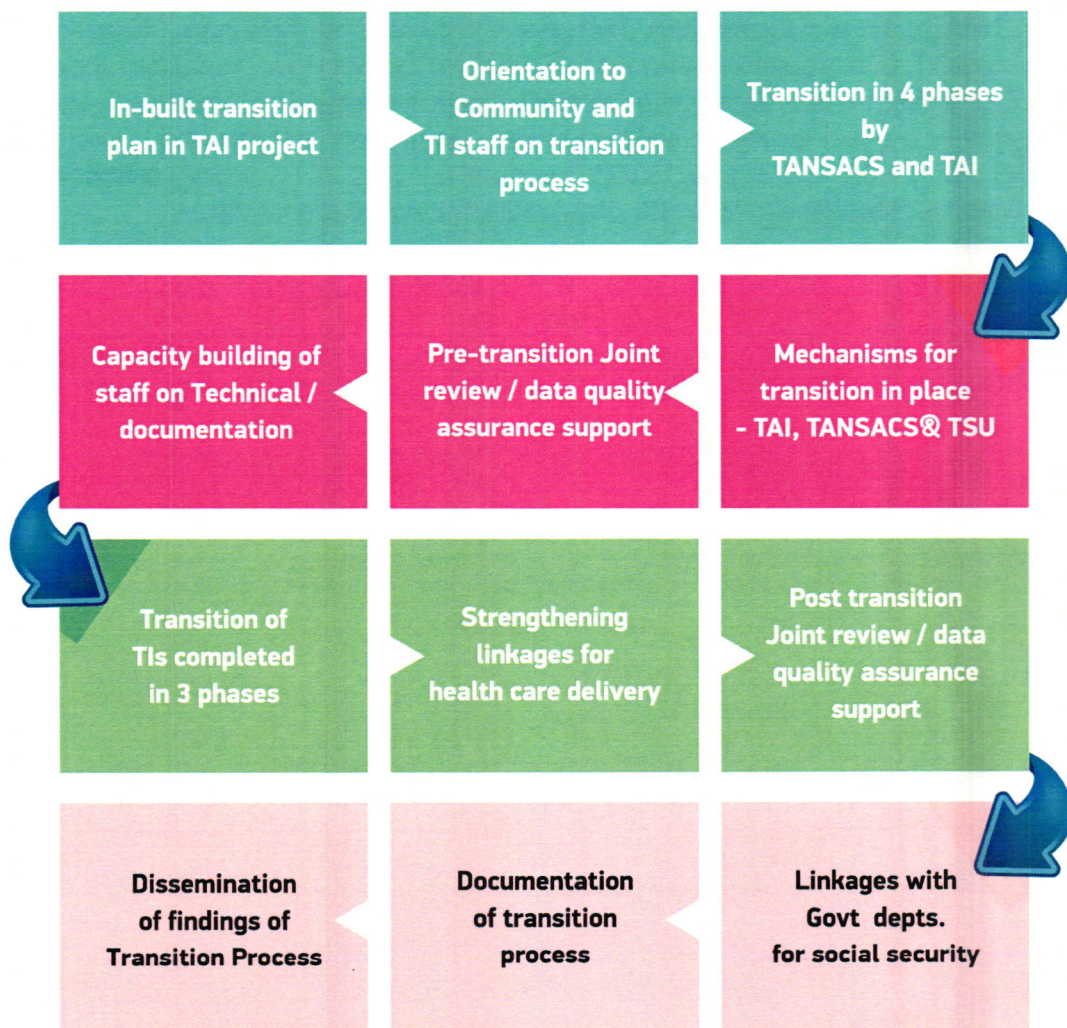 In-built transition
plan in TAI project
Orientation to
Community and
TI staff on transition
process
Transition in 4 phases
by
TANSACS and TAI
Capacity building of
staff on Technical /
documentation
Pre-transition Joint
review / data quality
assurance support
Mechanisms for
transition in place
- TAI, TANSACS® TSU
Transition of
TIs completed
in 3 phases
Strengthening
linkages for
health care delivery
Post transition
Joint review / data
quality assurance
support
Dissemination
of findings of
Transition Process
Documentation
of transition
process
Linkages with
Govt depts.
for social security